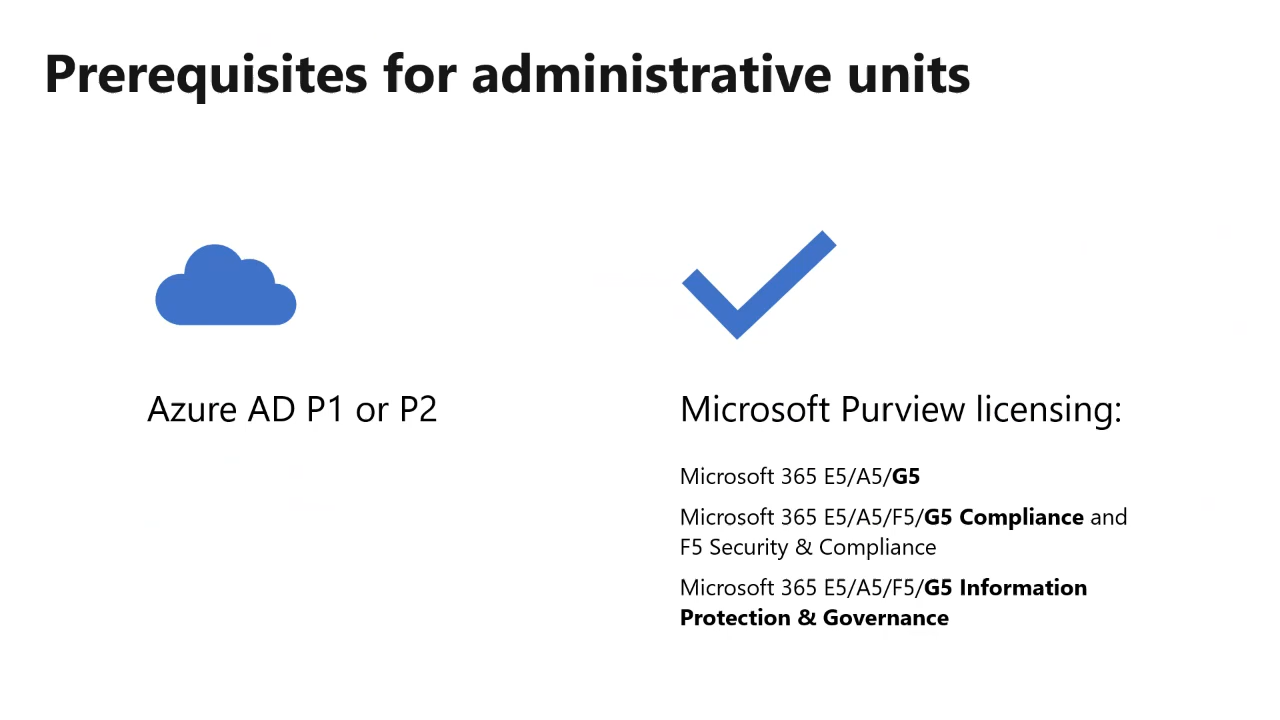 Prerequisites for administrative units
Azure AD P1 or P2
Microsoft Purview licensing:
Microsoft 365 E5/A5/G5
Microsoft 365 E5/A5/F5/G5 Compliance and
F5 Security & Compliance
Microsoft 365 E5/A5/F5/G5 Information
Protection & Governance